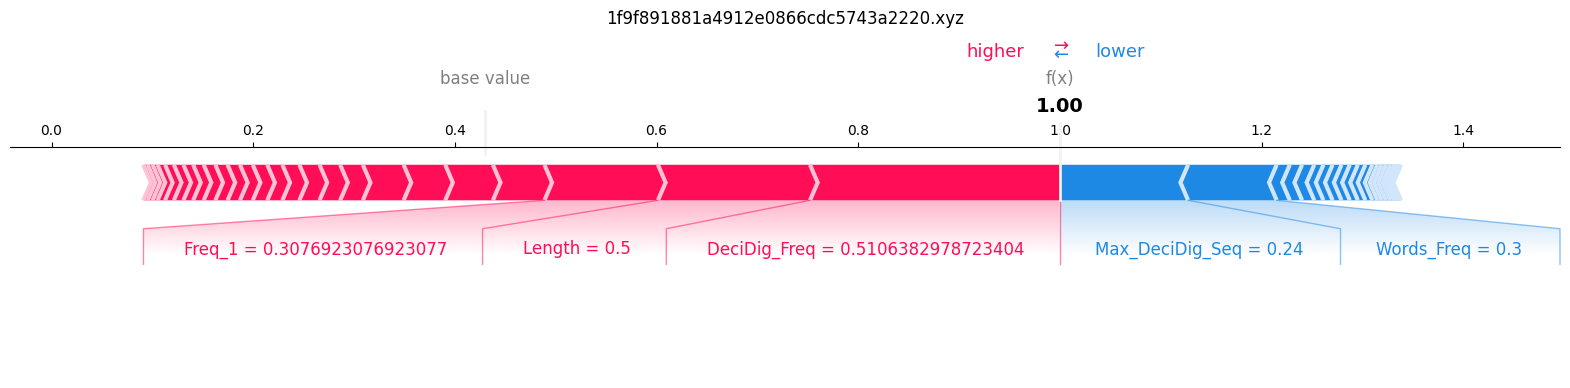 1f9f891881a4912e0866cdc5743a2220.xyz
higher ⇄ lower
base value f(x)
1.00
0.0 0.2 0.4 0.6 0.8 1.0 1.2 1.4
Freq_1 = 0.3076923076923077 Length = 0.5 DeciDig_Freq = 0.5106382978723404 Max_DeciDig_Seq = 0.24 Words_Freq = 0.3